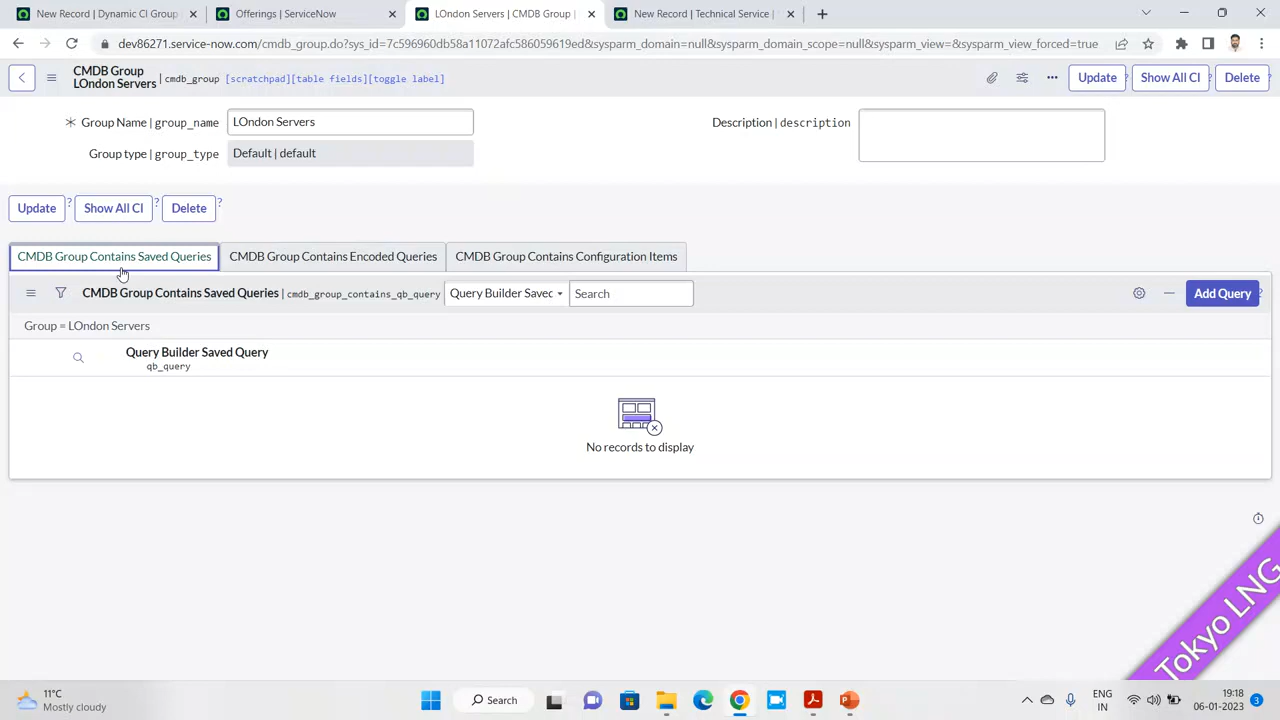 New Record | Dynamic CI Group |
Offerings | ServiceNow
LOndon Servers | CMDB Group |
New Record | Technical Service |
dev86271.service-now.com/cmdb_group.do?sys_id=7c596960db58a11072afc586059619ed&sysparm_domain=null&sysparm_domain_scope=null&sysparm_view=&sysparm_view_forced=true
CMDB Group
LOndon Servers | cmdb_group [scratchpad][table fields][toggle label]
Update ? Show All CI ? Delete ?
Group Name | group_name
LOndon Servers
Description | description
Group type | group_type
Default | default
Update ? Show All CI ? Delete ?
CMDB Group Contains Saved Queries
CMDB Group Contains Encoded Queries
CMDB Group Contains Configuration Items
CMDB Group Contains Saved Queries | cmdb_group_contains_qb_query
Query Builder Saved
Search
Add Query ?
Group = LOndon Servers
Query Builder Saved Query
qb_query
No records to display
Tokyo LNG
11°C
Mostly cloudy
Search
ENG
IN
19:18
06-01-2023
3